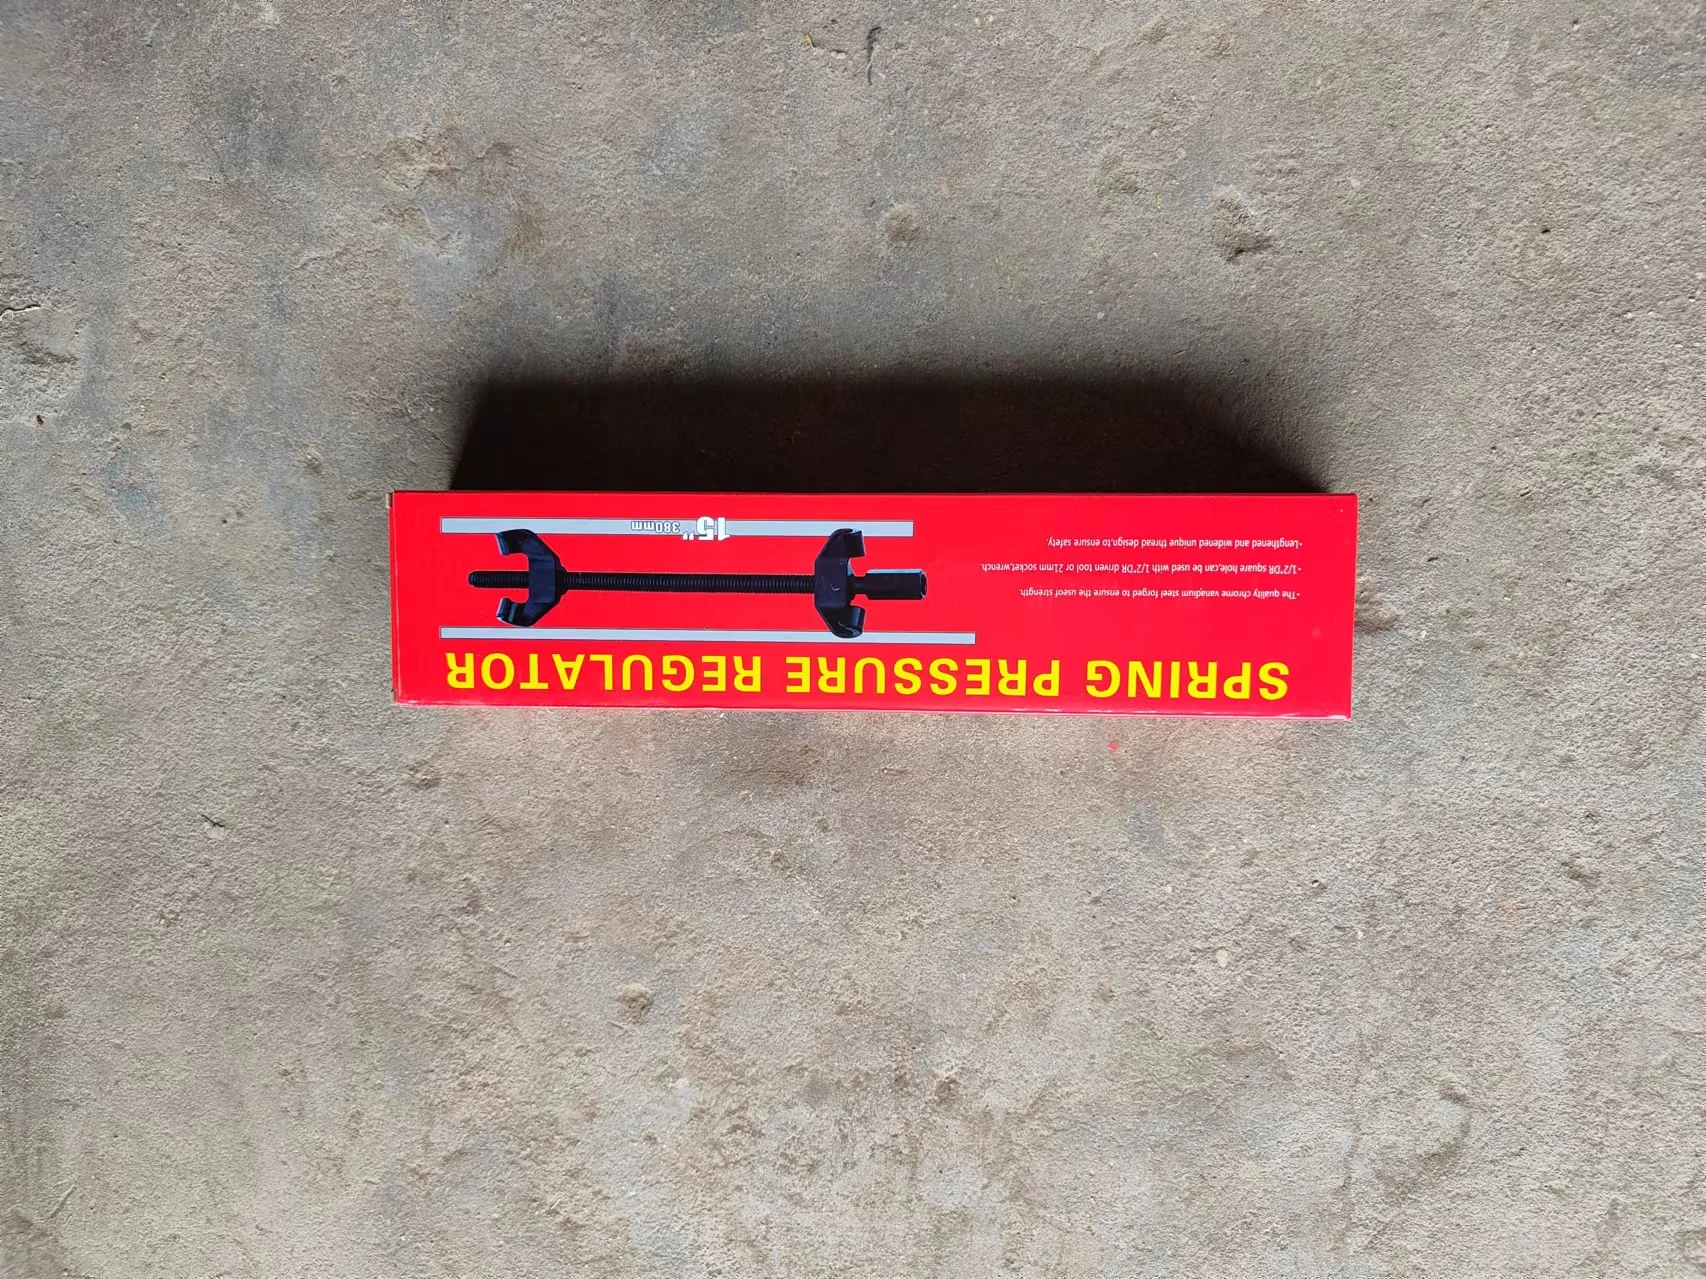 SPRING PRESSURE REGULATOR
•The quality chrome vanadium steel forged to ensure the useof strength.
•1/2"DR square hole,can be used with 1/2"DR driven tool or 21mm socket,wrench.
•Lengthened and widened unique thread design,to ensure safety.
15" 380mm